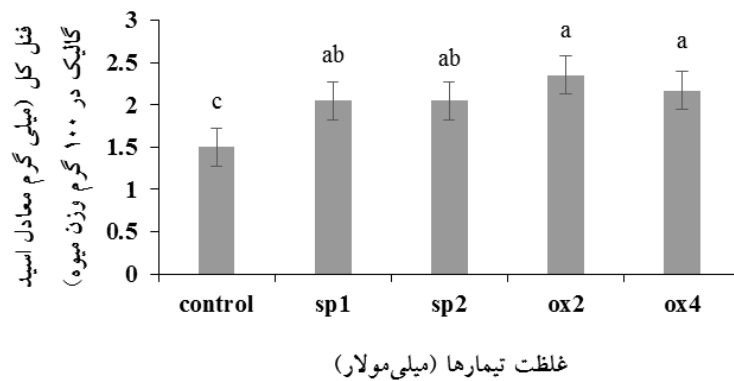 فنل کل (میلی گرم معادل اسید
گالیک در ۱۰۰ گرم وزن میوه)
3
2.5
2
1.5
1
0.5
0
c
ab
ab
a
a
control sp1 sp2 ox2 ox4
غلظت تیمارها (میلی‌مولار)